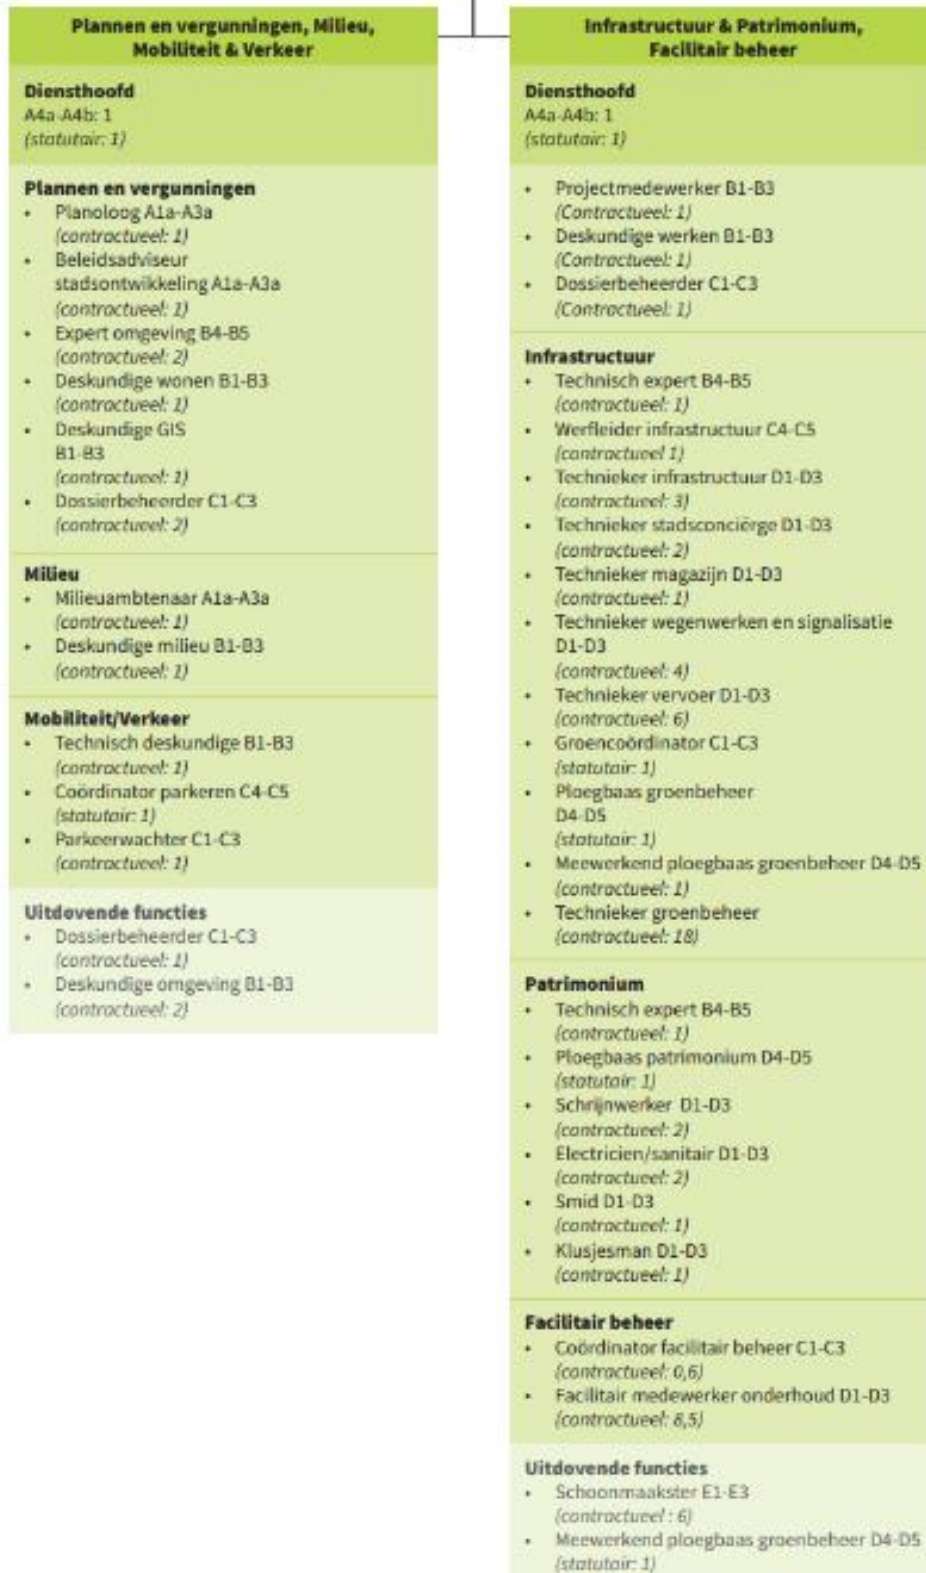 Plannen en vergunningen, Milieu,
Mobiliteit & Verkeer
Diensthoofd
A4a-A4b: 1
(statutair: 1)
Plannen en vergunningen
• Planoloog A1a-A3a
(contractueel: 1)
• Beleidsadviseur
stadsontwikkeling A1a-A3a
(contractueel: 1)
• Expert omgeving B4-B5
(contractueel: 2)
• Deskundige wonen B1-B3
(contractueel: 1)
• Deskundige GIS
B1-B3
(contractueel: 1)
• Dossierbeheerder C1-C3
(contractueel: 2)
Milieu
• Milieuambtenaar A1a-A3a
(contractueel: 1)
• Deskundige milieu B1-B3
(contractueel: 1)
Mobiliteit/Verkeer
• Technisch deskundige B1-B3
(contractueel: 1)
• Coördinator parkeren C4-C5
(statutair: 1)
• Parkeerwachter C1-C3
(contractueel: 1)
Uitdovende functies
• Dossierbeheerder C1-C3
(contractueel: 1)
• Deskundige omgeving B1-B3
(contractueel: 2)
Infrastructuur & Patrimonium,
Facilitair beheer
Diensthoofd
A4a-A4b: 1
(statutair: 1)
• Projectmedewerker B1-B3
(Contractueel: 1)
• Deskundige werken B1-B3
(Contractueel: 1)
• Dossierbeheerder C1-C3
(Contractueel: 1)
Infrastructuur
• Technisch expert B4-B5
(contractueel: 1)
• Werfleider infrastructuur C4-C5
(contractueel 1)
• Technieker infrastructuur D1-D3
(contractueel: 3)
• Technieker stadsconciërge D1-D3
(contractueel: 2)
• Technieker magazijn D1-D3
(contractueel: 1)
• Technieker wegenwerken en signalisatie
D1-D3
(contractueel: 4)
• Technieker vervoer D1-D3
(contractueel: 6)
• Groencoördinator C1-C3
(statutair: 1)
• Ploegbaas groenbeheer
D4-D5
(statutair: 1)
• Meewerkend ploegbaas groenbeheer D4-D5
(contractueel: 1)
• Technieker groenbeheer
(contractueel: 18)
Patrimonium
• Technisch expert B4-B5
(contractueel: 1)
• Ploegbaas patrimonium D4-D5
(statutair: 1)
• Schrijnwerker D1-D3
(contractueel: 2)
• Electricien/sanitair D1-D3
(contractueel: 2)
• Smid D1-D3
(contractueel: 1)
• Klusjesman D1-D3
(contractueel: 1)
Facilitair beheer
• Coördinator facilitair beheer C1-C3
(contractueel: 0,6)
• Facilitair medewerker onderhoud D1-D3
(contractueel: 8,5)
Uitdovende functies
• Schoonmaakster E1-E3
(contractueel : 6)
• Meewerkend ploegbaas groenbeheer D4-D5
(statutair: 1)